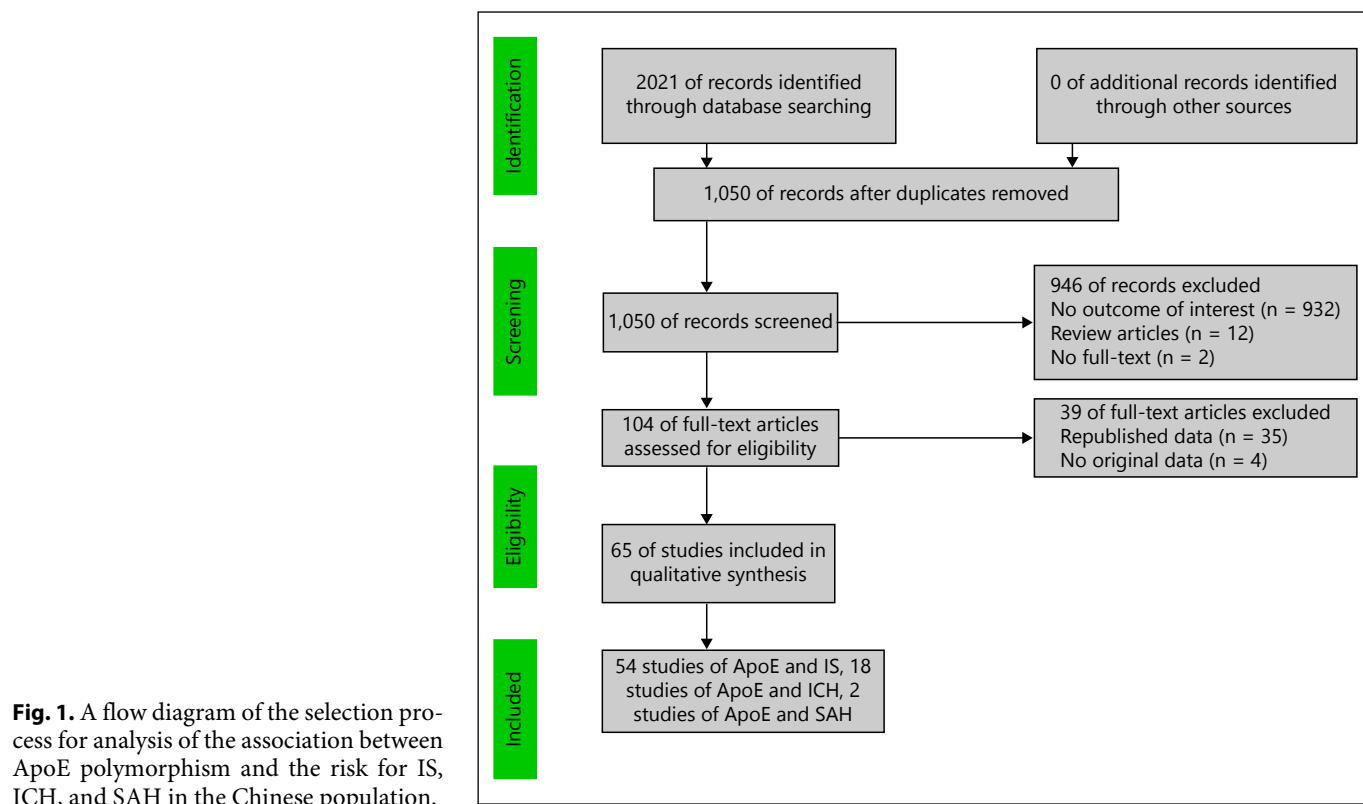 Identification
2021 of records identified
through database searching
0 of additional records identified
through other sources
1,050 of records after duplicates removed
Screening
1,050 of records screened
946 of records excluded
No outcome of interest (n = 932)
Review articles (n = 12)
No full-text (n = 2)
104 of full-text articles
assessed for eligibility
39 of full-text articles excluded
Republished data (n = 35)
No original data (n = 4)
Eligibility
65 of studies included in
qualitative synthesis
Included
54 studies of ApoE and IS, 18
studies of ApoE and ICH, 2
studies of ApoE and SAH
Fig. 1. A flow diagram of the selection pro-
cess for analysis of the association between
ApoE polymorphism and the risk for IS,
ICH, and SAH in the Chinese population.